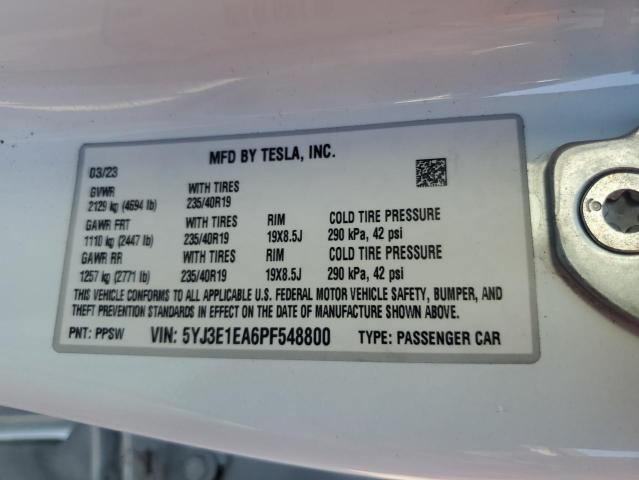 MFD BY TESLA, INC.
03/23
GVWR WITH TIRES
2129 kg (4694 lb) 235/40R19
GAWR FRT WITH TIRES RIM COLD TIRE PRESSURE
1110 kg (2447 lb) 235/40R19 19X8.5J 290 kPa, 42 psi
GAWR RR WITH TIRES RIM COLD TIRE PRESSURE
1257 kg (2771 lb) 235/40R19 19X8.5J 290 kPa, 42 psi
THIS VEHICLE CONFORMS TO ALL APPLICABLE U.S. FEDERAL MOTOR VEHICLE SAFETY, BUMPER, AND
THEFT PREVENTION STANDARDS IN EFFECT ON THE DATE OF MANUFACTURE SHOWN ABOVE.
PNT: PPSW VIN: 5YJ3E1EA6PF548800 TYPE: PASSENGER CAR